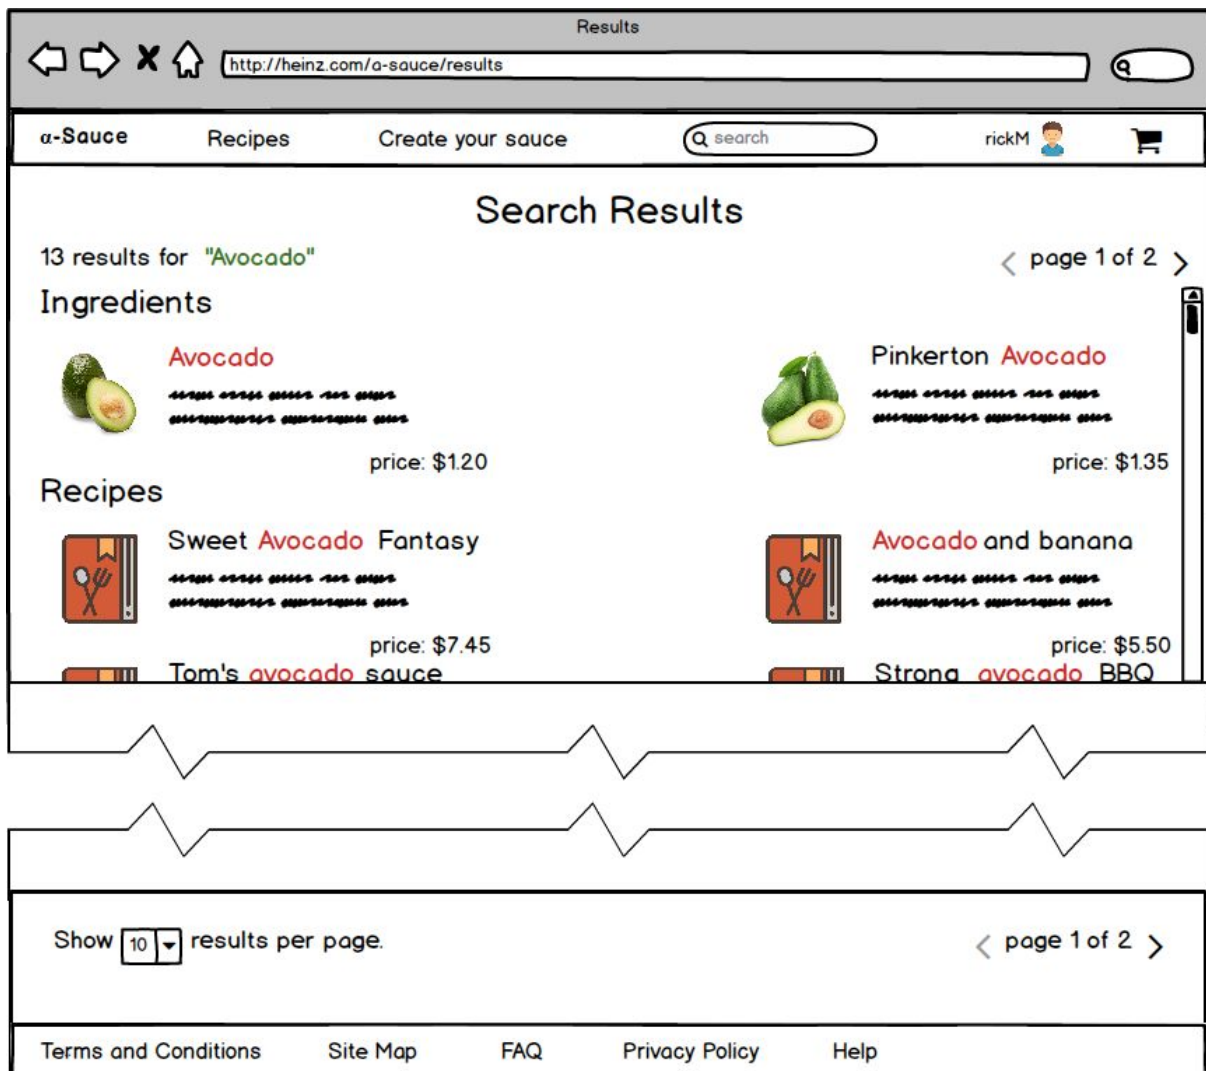 Results
http://heinz.com/a-sauce/results
α-Sauce Recipes Create your sauce search rickM
Search Results
13 results for "Avocado" page 1 of 2
Ingredients
Avocado Pinkerton Avocado
price: $1.20 price: $1.35
Recipes
Sweet Avocado Fantasy Avocado and banana
price: $7.45 price: $5.50
Tom's avocado sauce Strong avocado BBQ
Show 10 results per page. page 1 of 2
Terms and Conditions Site Map FAQ Privacy Policy Help